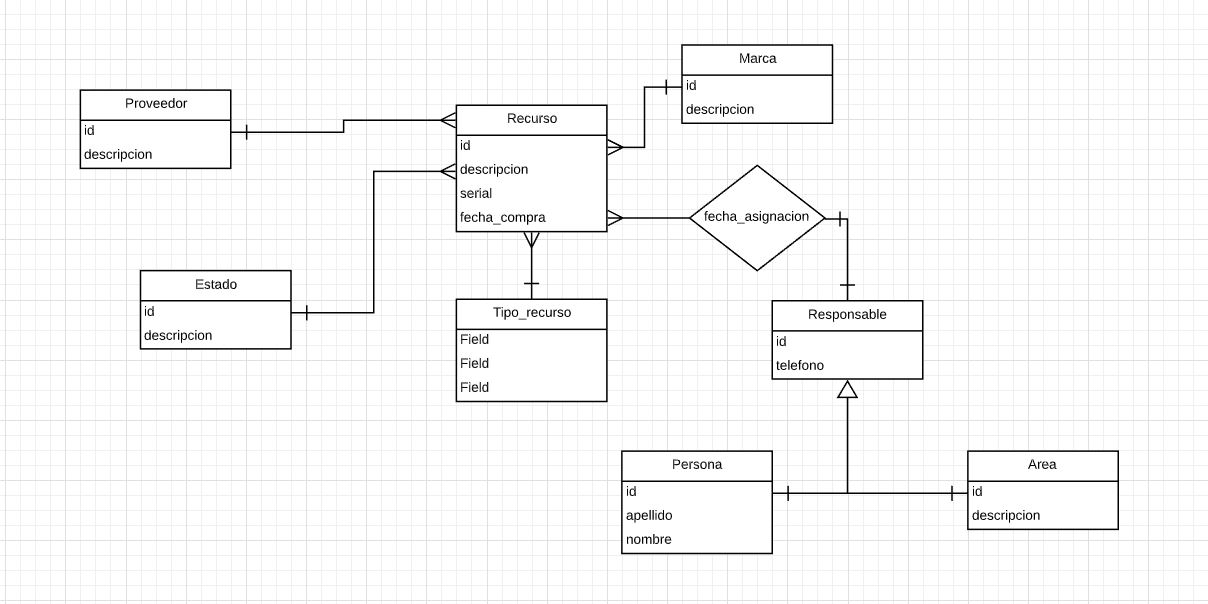 Marca
id
descripcion
Proveedor
id
descripcion
Recurso
id
descripcion
serial
fecha_compra
fecha_asignacion
Estado
id
descripcion
Tipo_recurso
Field
Field
Field
Responsable
id
telefono
Persona
id
apellido
nombre
Area
id
descripcion